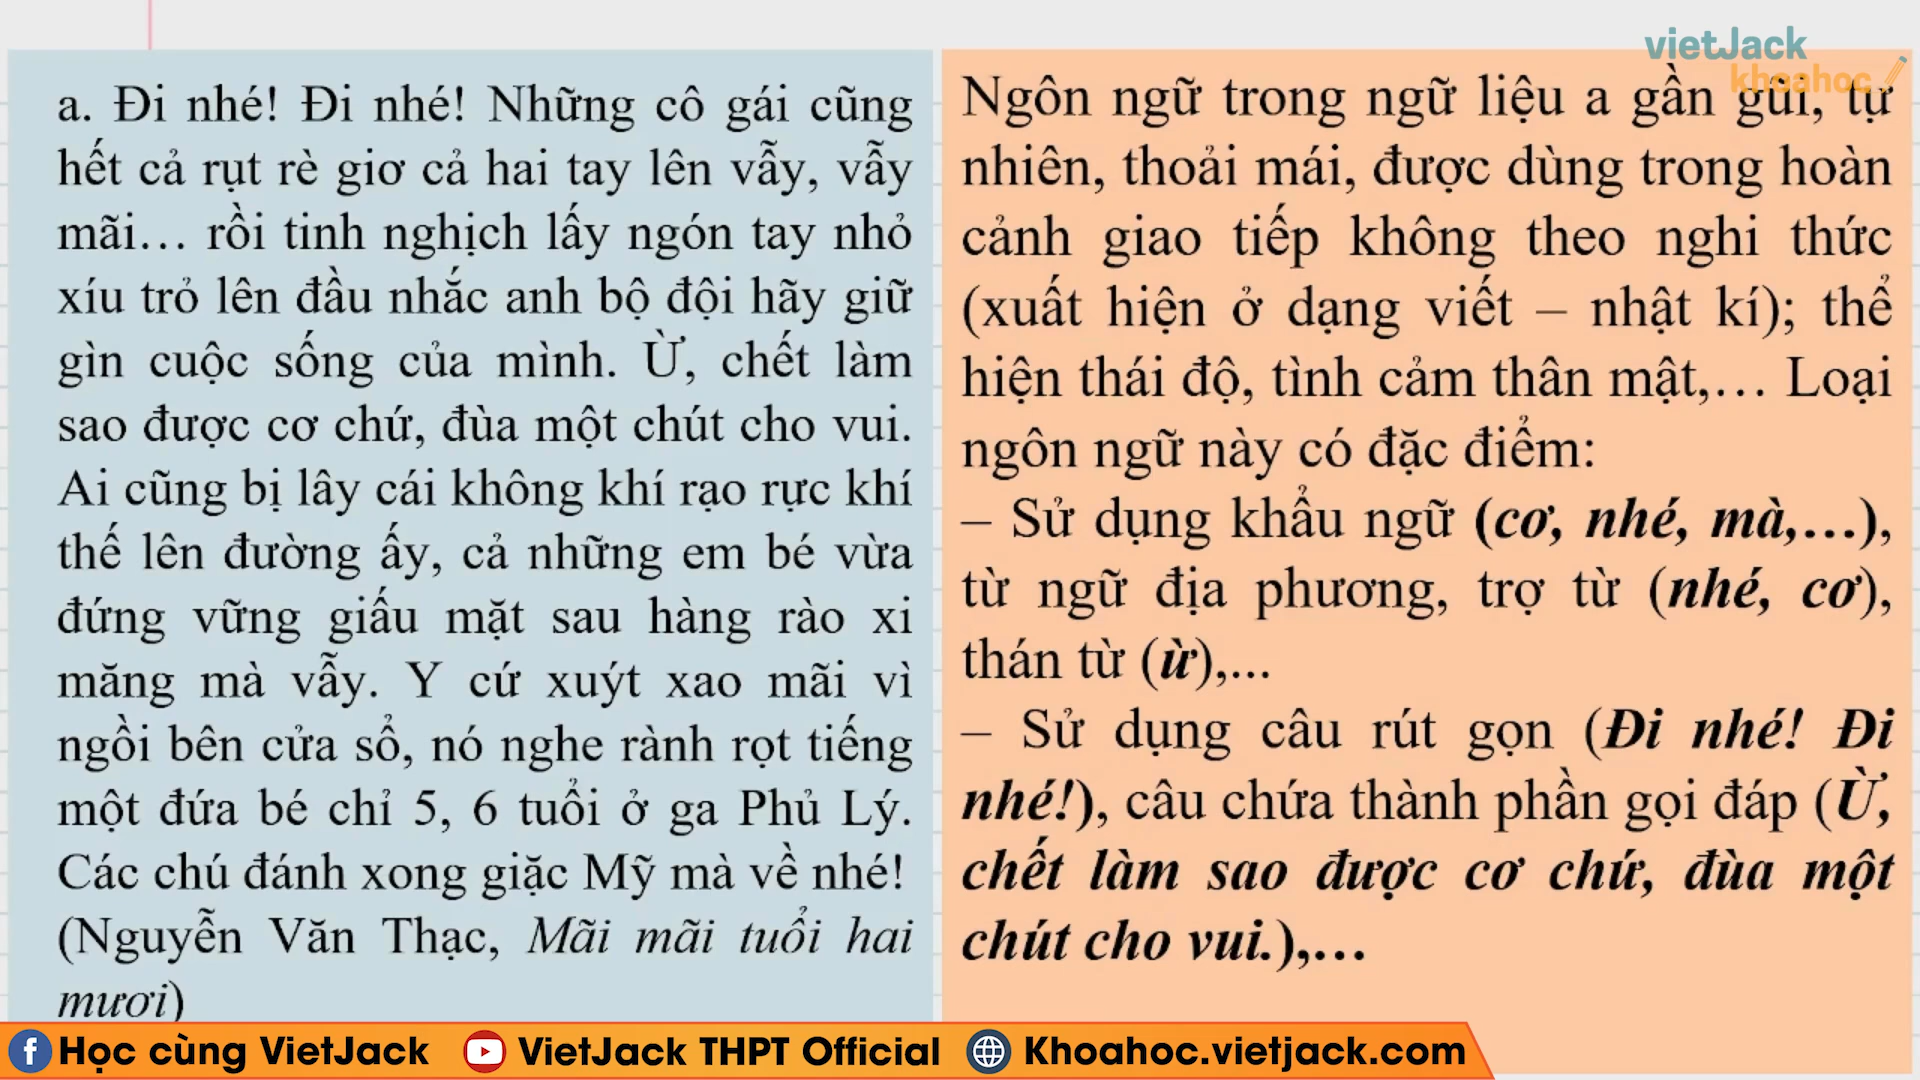 vietJack
khoahoc
a. Đi nhé! Đi nhé! Những cô gái cũng
hết cả rụt rè giơ cả hai tay lên vẫy, vẫy
mãi… rồi tinh nghịch lấy ngón tay nhỏ
xíu trỏ lên đầu nhắc anh bộ đội hãy giữ
gìn cuộc sống của mình. Ừ, chết làm
sao được cơ chứ, đùa một chút cho vui.
Ai cũng bị lây cái không khí rạo rực khí
thế lên đường ấy, cả những em bé vừa
đứng vững giấu mặt sau hàng rào xi
măng mà vẫy. Y cứ xuýt xao mãi vì
ngồi bên cửa sổ, nó nghe rành rọt tiếng
một đứa bé chỉ 5, 6 tuổi ở ga Phủ Lý.
Các chú đánh xong giặc Mỹ mà về nhé!
(Nguyễn Văn Thạc, Mãi mãi tuổi hai
mươi)
Ngôn ngữ trong ngữ liệu a gần gũi, tự
nhiên, thoải mái, được dùng trong hoàn
cảnh giao tiếp không theo nghi thức
(xuất hiện ở dạng viết – nhật kí); thể
hiện thái độ, tình cảm thân mật,… Loại
ngôn ngữ này có đặc điểm:
– Sử dụng khẩu ngữ (cơ, nhé, mà,…),
từ ngữ địa phương, trợ từ (nhé, cơ),
thán từ (ừ),...
– Sử dụng câu rút gọn (Đi nhé! Đi
nhé!), câu chứa thành phần gọi đáp (Ừ,
chết làm sao được cơ chứ, đùa một
chút cho vui.),…
Học cùng VietJack
VietJack THPT Official
Khoahoc.vietjack.com